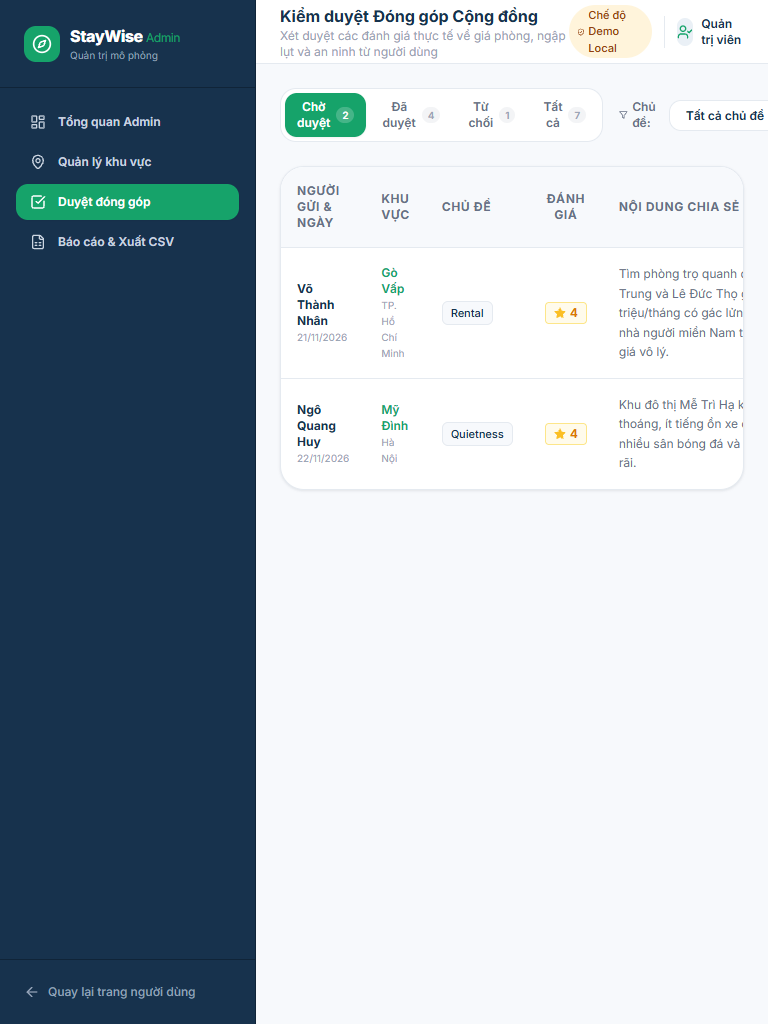 StayWise Admin
Quản trị mô phỏng
Tổng quan Admin
Quản lý khu vực
Duyệt đóng góp
Báo cáo & Xuất CSV
Quay lại trang người dùng
Kiểm duyệt Đóng góp Cộng đồng
Xét duyệt các đánh giá thực tế về giá phòng, ngập
lụt và an ninh từ người dùng
Chế độ
Demo
Local
Quản
trị viên
Chờ
duyệt 2
Đã
duyệt 4
Từ
chối 1
Tất
cả 7
Chủ
đề:
Tất cả chủ đề
NGƯỜI
GỬI &
NGÀY
KHU
VỰC
CHỦ ĐỀ
ĐÁNH
GIÁ
NỘI DUNG CHIA SẺ
Võ
Thành
Nhân
21/11/2026
Gò
Vấp
TP.
Hồ
Chí
Minh
Rental
4
Tìm phòng trọ quanh
Trung và Lê Đức Thọ
triệu/tháng có gác lửn
nhà người miền Nam t
giá vô lý.
Ngô
Quang
Huy
22/11/2026
Mỹ
Đình
Hà
Nội
Quietness
4
Khu đô thị Mễ Trì Hạ k
thoáng, ít tiếng ồn xe
nhiều sân bóng đá và
rãi.